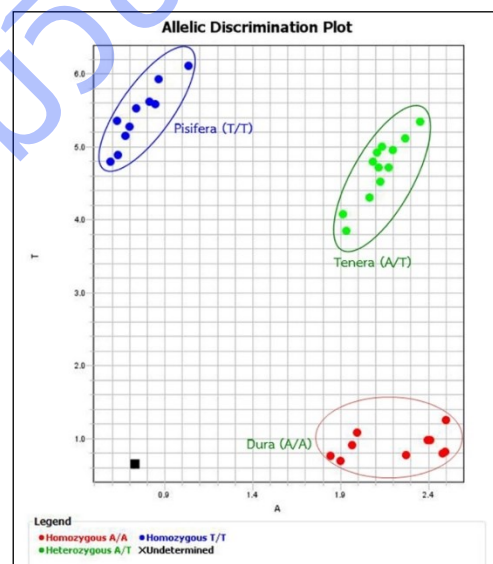 Allelic Discrimination Plot
6.0
Pisifera (T/T)
5.0
4.0
Tenera (A/T)
T
3.0
2.0
Dura (A/A)
1.0
0.9 1.4 1.9 2.4
A
Legend
Homozygous A/A Homozygous T/T
Heterozygous A/T Undetermined